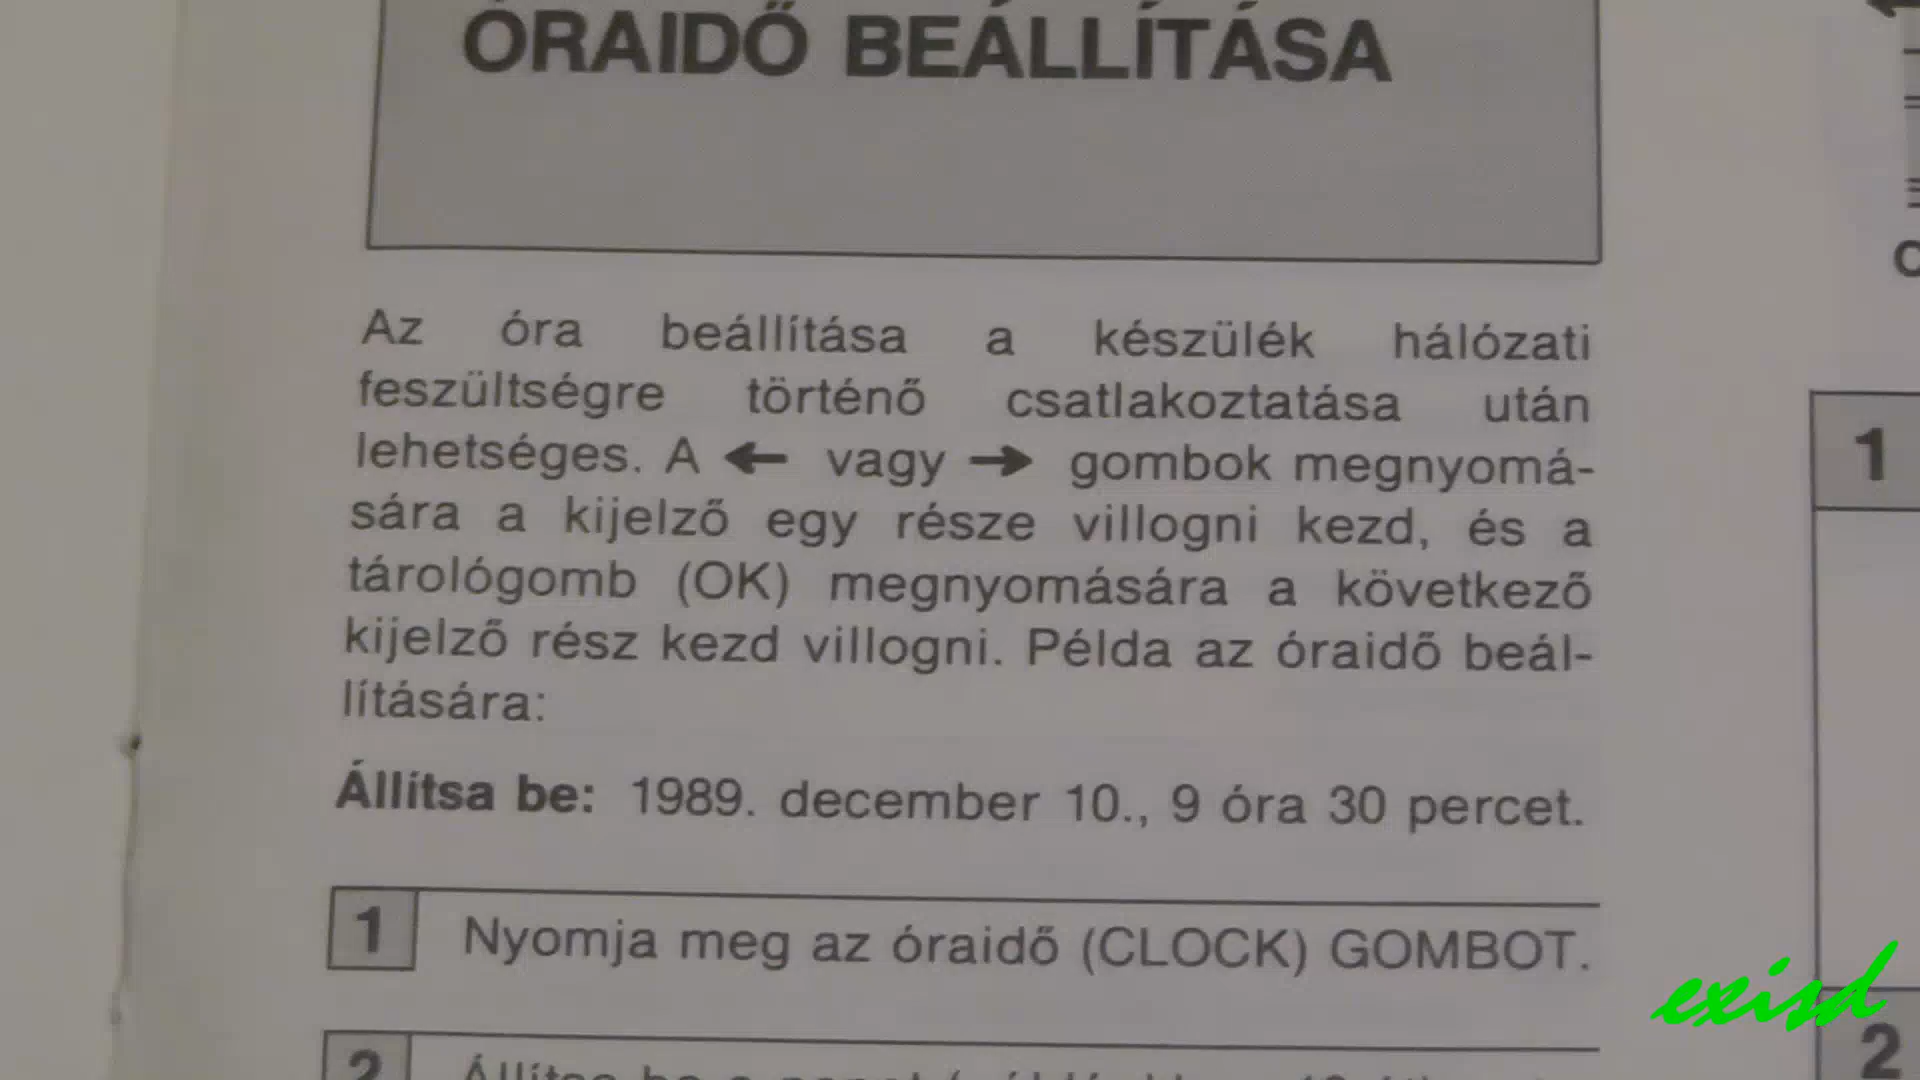 ÓRAIDŐ BEÁLLÍTÁSA
Az óra beállítása a készülék hálózati
feszültségre történő csatlakoztatása után
lehetséges. A ← vagy → gombok megnyomá-
sára a kijelző egy része villogni kezd, és a
tárológomb (OK) megnyomására a következő
kijelző rész kezd villogni. Példa az óraidő beál-
lítására:
Állítsa be: 1989. december 10., 9 óra 30 percet.
1 Nyomja meg az óraidő (CLOCK) GOMBOT.
2 Állítsa be a
1
2
exisd